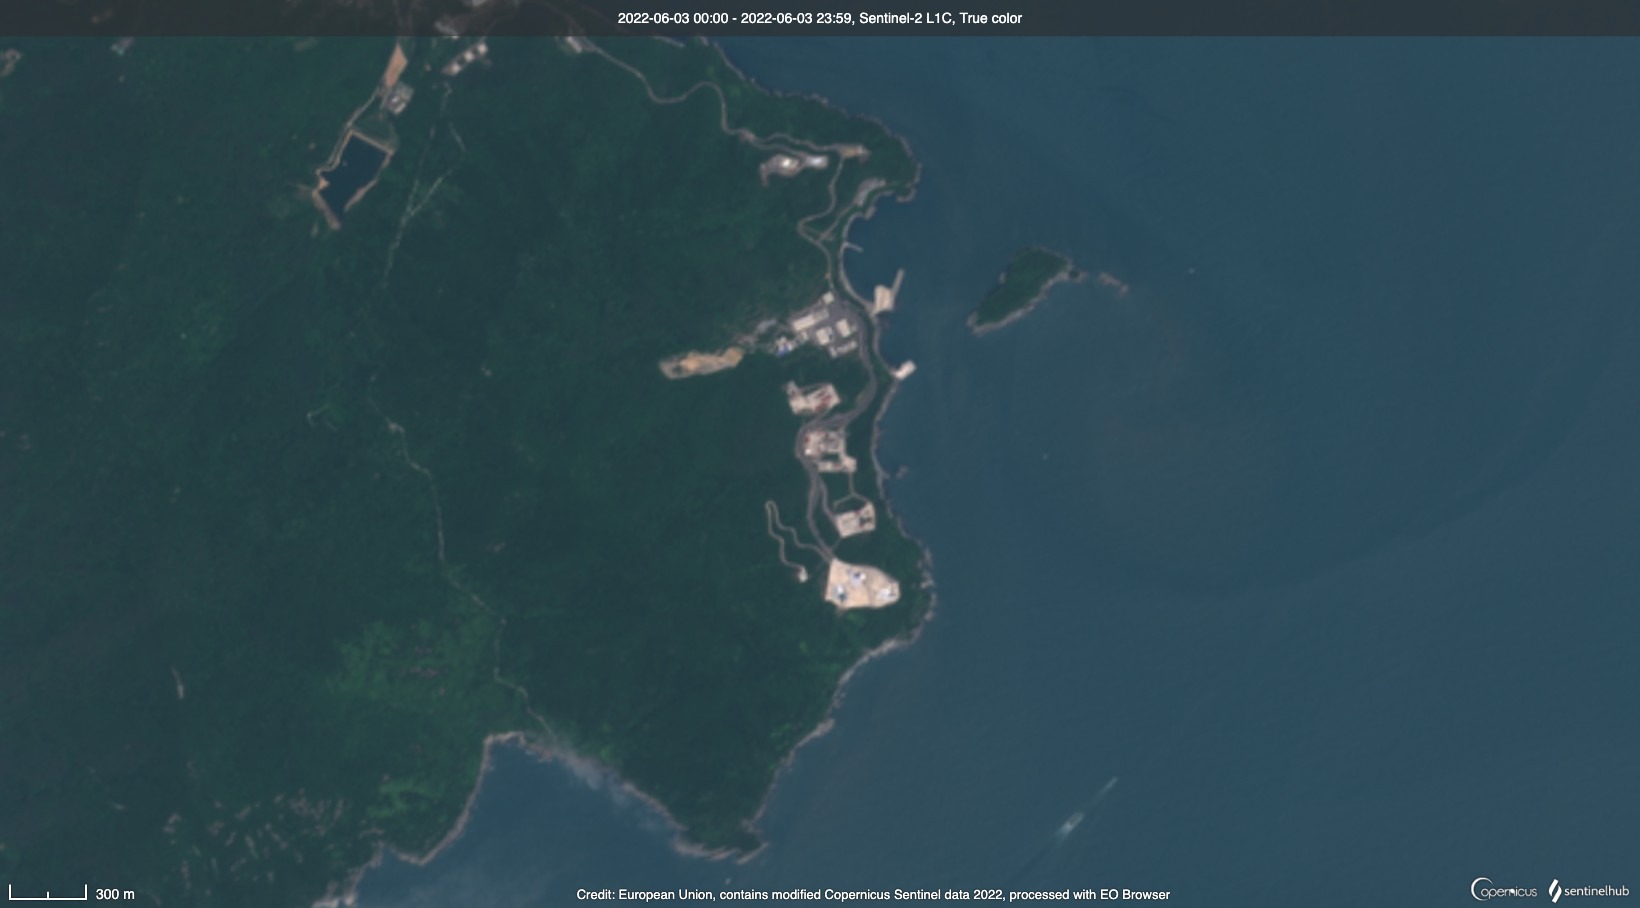 2022-06-03 00:00 - 2022-06-03 23:59, Sentinel-2 L1C, True color
300 m
Credit: European Union, contains modified Copernicus Sentinel data 2022, processed with EO Browser
Copernicus
sentinelhub